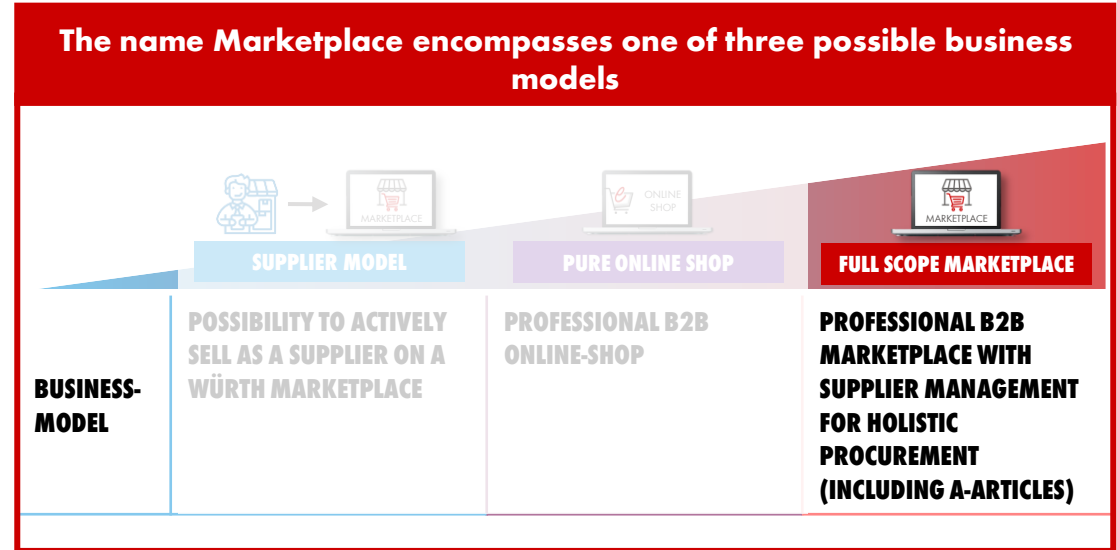 The name Marketplace encompasses one of three possible business
models
MARKETPLACE
ONLINE
SHOP
MARKETPLACE
SUPPLIER MODEL
PURE ONLINE SHOP
FULL SCOPE MARKETPLACE
BUSINESS-
MODEL
POSSIBILITY TO ACTIVELY
SELL AS A SUPPLIER ON A
WÜRTH MARKETPLACE
PROFESSIONAL B2B
ONLINE-SHOP
PROFESSIONAL B2B
MARKETPLACE WITH
SUPPLIER MANAGEMENT
FOR HOLISTIC
PROCUREMENT
(INCLUDING A-ARTICLES)